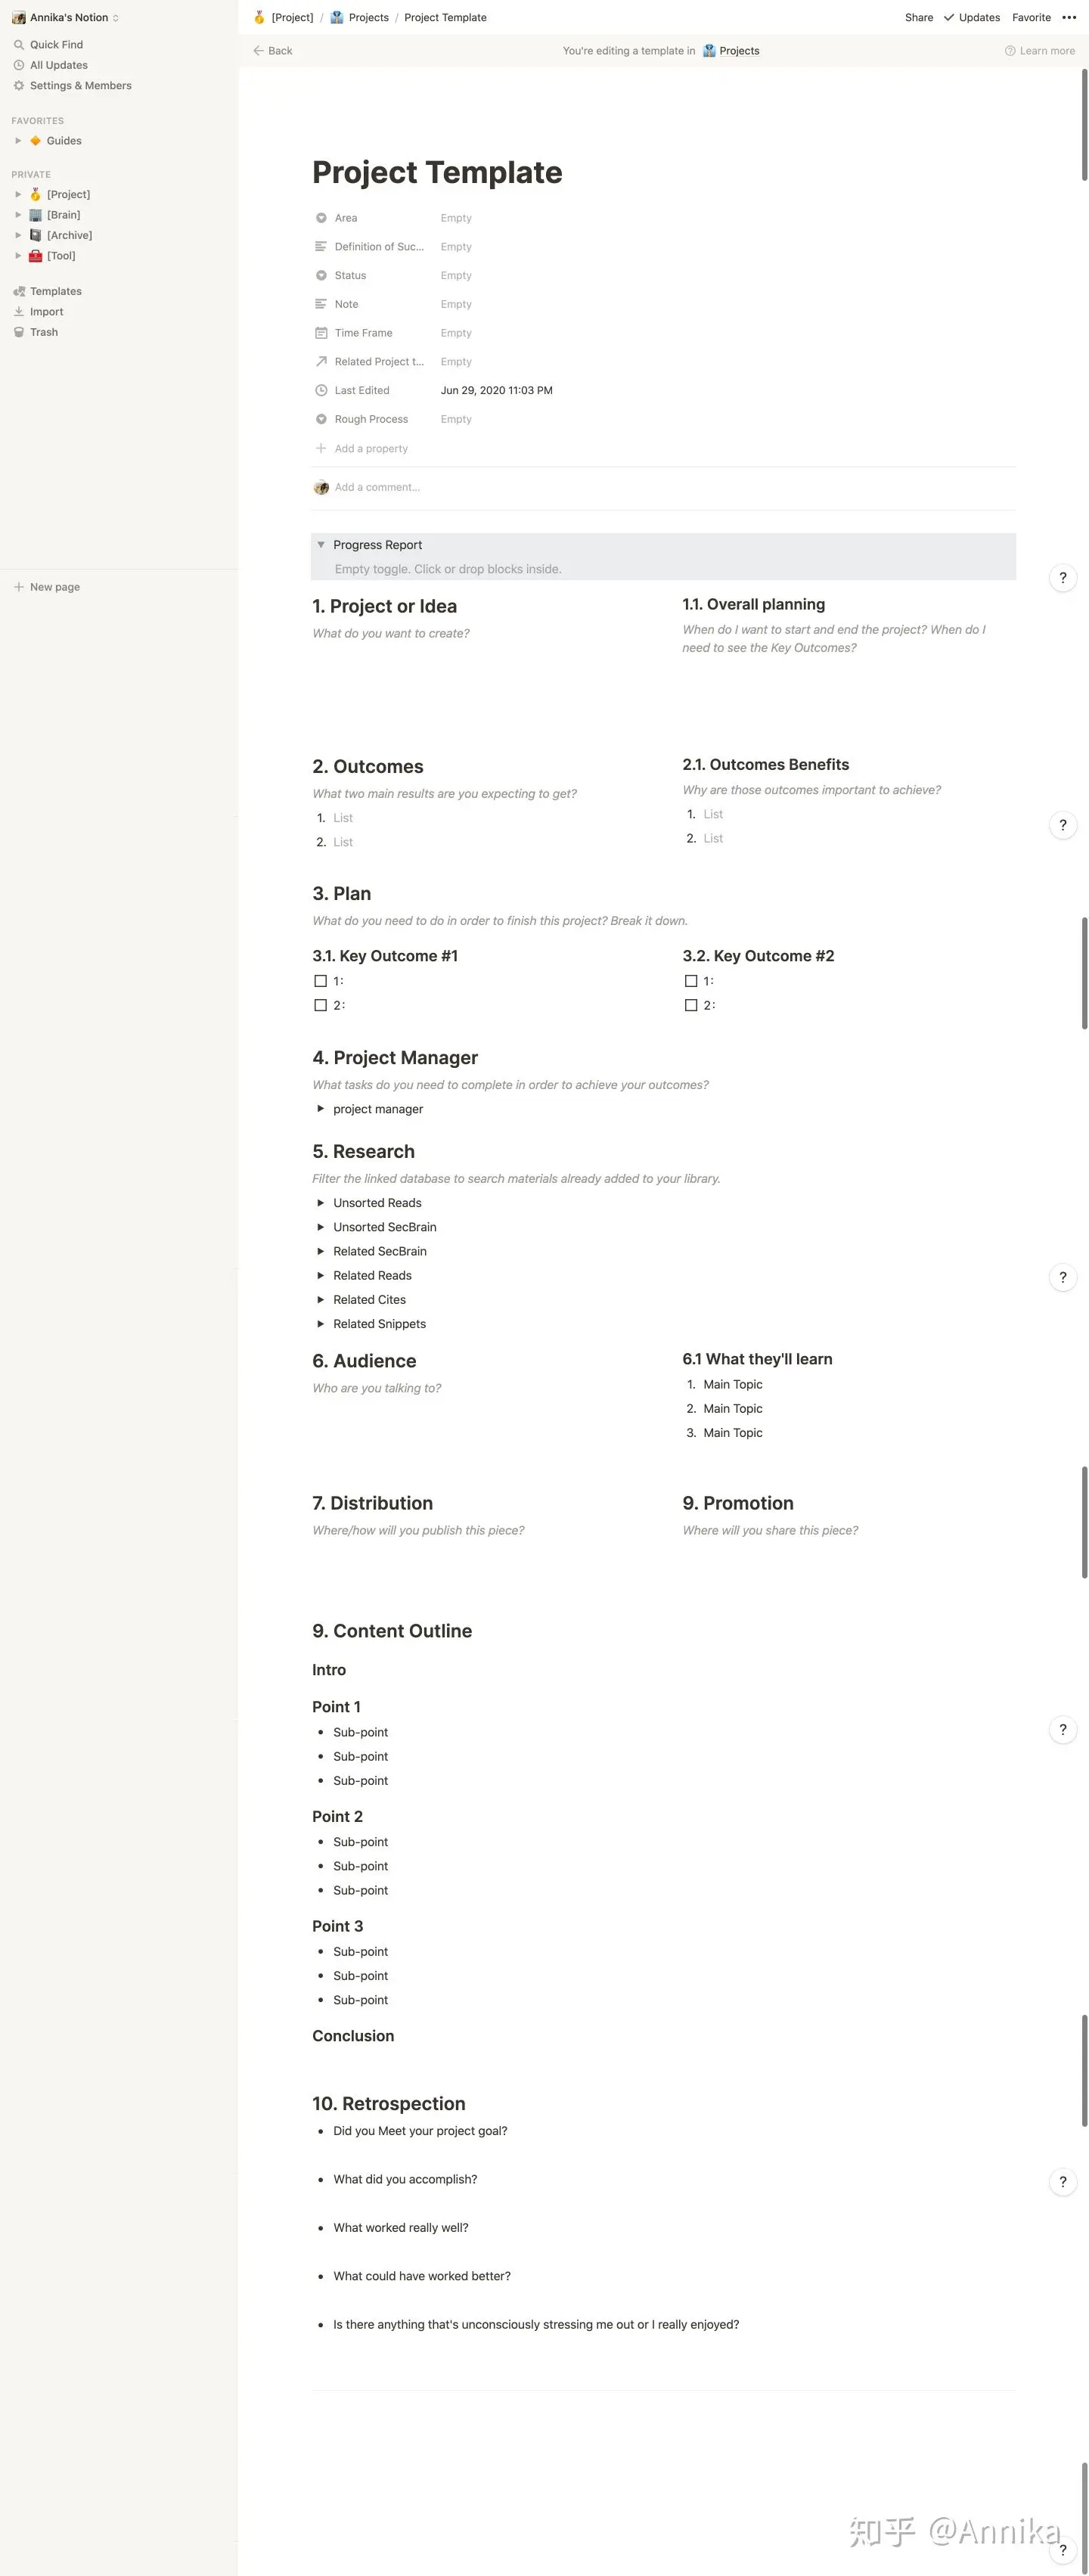 Annika's Notion
Quick Find
All Updates
Settings & Members
FAVORITES
Guides
PRIVATE
[Project]
[Brain]
[Archive]
[Tool]
Templates
Import
Trash
New page
[Project] / Projects / Project Template
Share Updates Favorite
Back
You're editing a template in Projects
Learn more
Project Template
Area Empty
Definition of Suc... Empty
Status Empty
Note Empty
Time Frame Empty
Related Project t... Empty
Last Edited Jun 29, 2020 11:03 PM
Rough Process Empty
Add a property
Add a comment...
Progress Report
Empty toggle. Click or drop blocks inside.
?
1. Project or Idea
What do you want to create?
1.1. Overall planning
When do I want to start and end the project? When do I
need to see the Key Outcomes?
2. Outcomes
What two main results are you expecting to get?
1. List
2. List
2.1. Outcomes Benefits
Why are those outcomes important to achieve?
1. List
2. List
?
3. Plan
What do you need to do in order to finish this project? Break it down.
3.1. Key Outcome #1
1:
2:
3.2. Key Outcome #2
1:
2:
4. Project Manager
What tasks do you need to complete in order to achieve your outcomes?
project manager
5. Research
Filter the linked database to search materials already added to your library.
Unsorted Reads
Unsorted SecBrain
Related SecBrain
Related Reads
?
Related Cites
Related Snippets
6. Audience
Who are you talking to?
6.1 What they'll learn
1. Main Topic
2. Main Topic
3. Main Topic
7. Distribution
Where/how will you publish this piece?
9. Promotion
Where will you share this piece?
9. Content Outline
Intro
Point 1
• Sub-point
?
• Sub-point
• Sub-point
Point 2
• Sub-point
• Sub-point
• Sub-point
Point 3
• Sub-point
• Sub-point
• Sub-point
Conclusion
10. Retrospection
• Did you Meet your project goal?
• What did you accomplish?
?
• What worked really well?
• What could have worked better?
• Is there anything that's unconsciously stressing me out or I really enjoyed?
知乎 @Annika
?